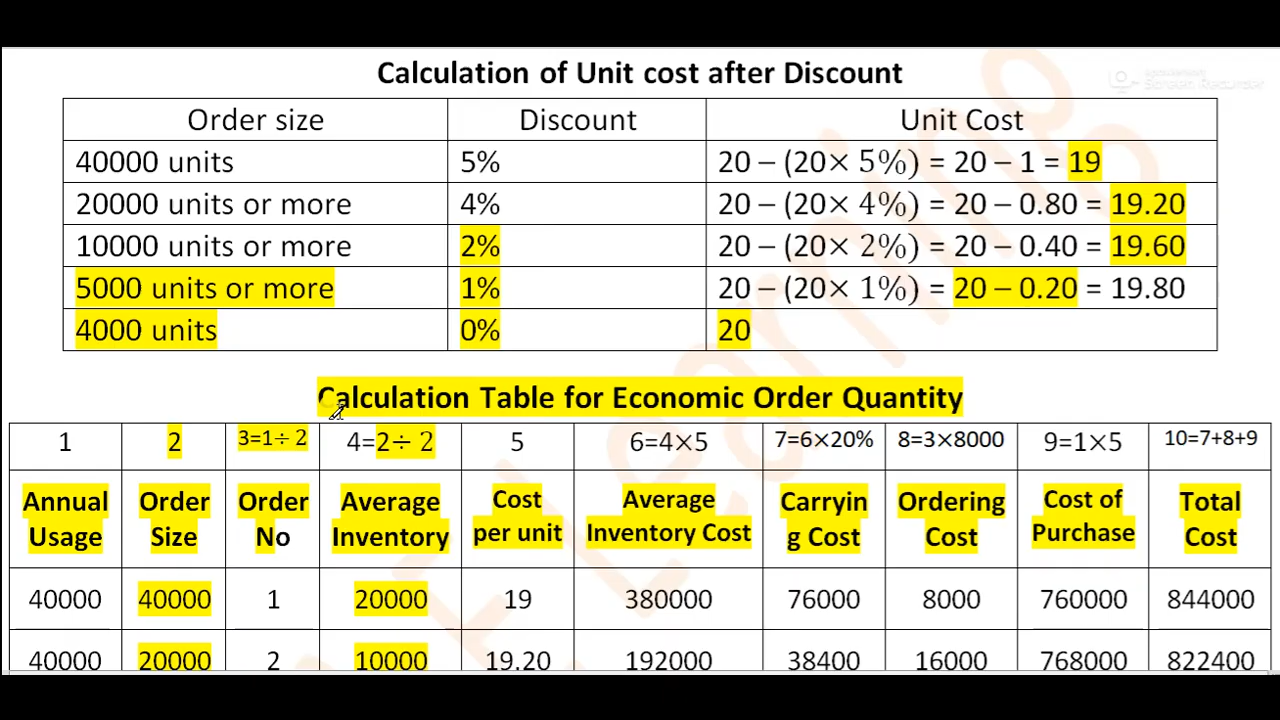 Calculation of Unit cost after Discount
Screen Recorder
Order size Discount Unit Cost
40000 units 5% 20 – (20× 5%) = 20 – 1 = 19
20000 units or more 4% 20 – (20× 4%) = 20 – 0.80 = 19.20
10000 units or more 2% 20 – (20× 2%) = 20 – 0.40 = 19.60
5000 units or more 1% 20 – (20× 1%) = 20 – 0.20 = 19.80
4000 units 0% 20
Learning
Calculation Table for Economic Order Quantity
1 2 3=1÷ 2 4=2÷ 2 5 6=4×5 7=6×20% 8=3×8000 9=1×5 10=7+8+9
Annual Order Order Average Cost Average Carryin Ordering Cost of Total
Usage Size No Inventory per unit Inventory Cost g Cost Cost Purchase Cost
40000 40000 1 20000 19 380000 76000 8000 760000 844000
40000 20000 2 10000 19.20 192000 38400 16000 768000 822400